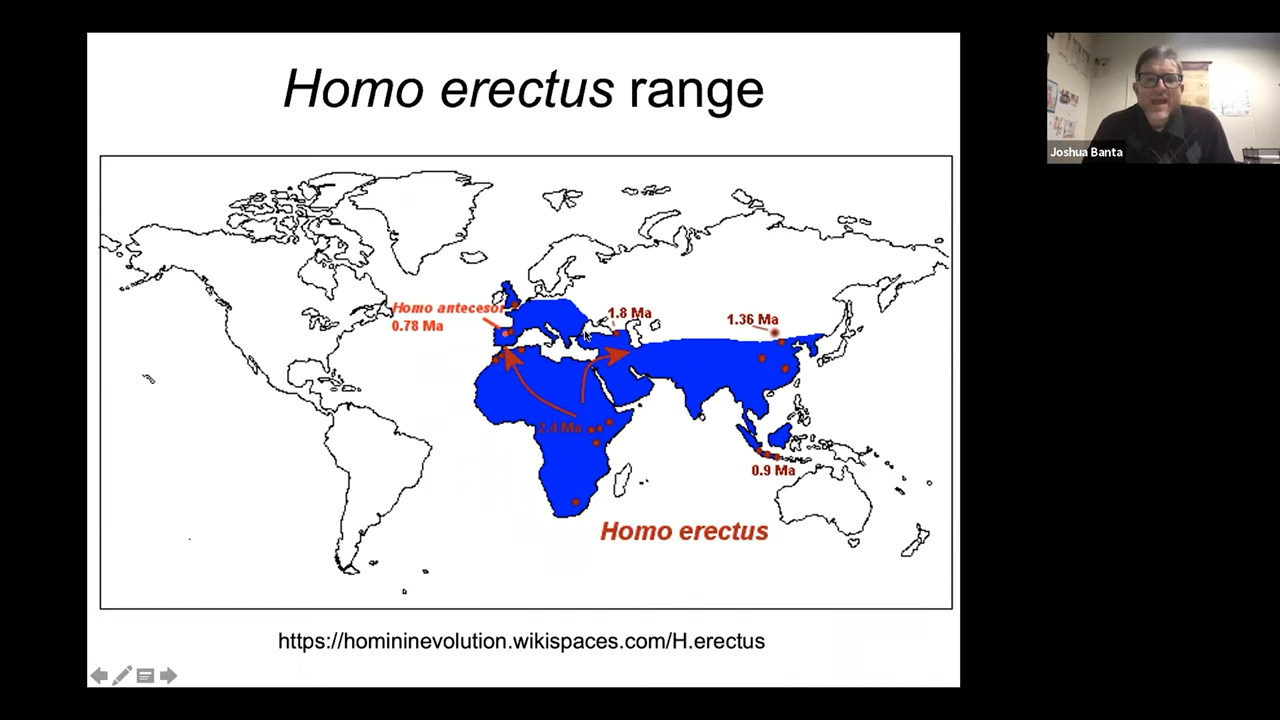 Homo erectus range
Joshua Banta
Homo antecesor
0.78 Ma
1.8 Ma
1.36 Ma
2.4 Ma
0.9 Ma
Homo erectus
https://homininevolution.wikispaces.com/H.erectus